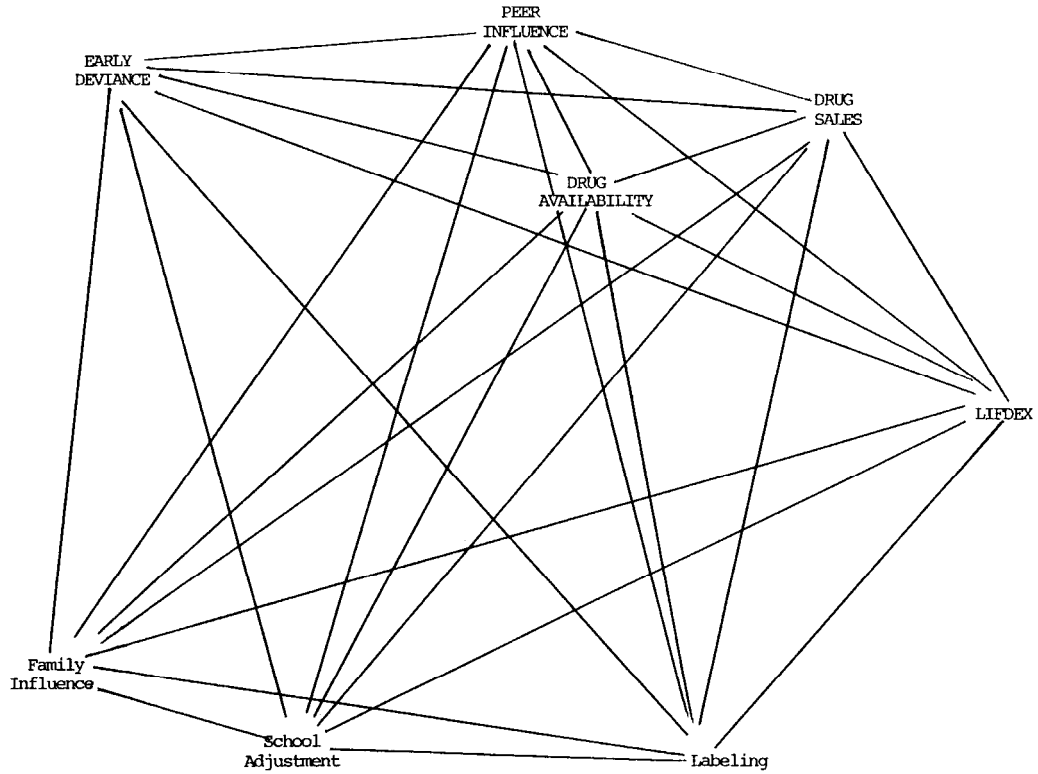 PEER
INFLUENCE
EARLY
DEVIANCE
DRUG
SALES
DRUG
AVAILABILITY
LIFDEX
Family
Influence
School
Adjustment
Labeling